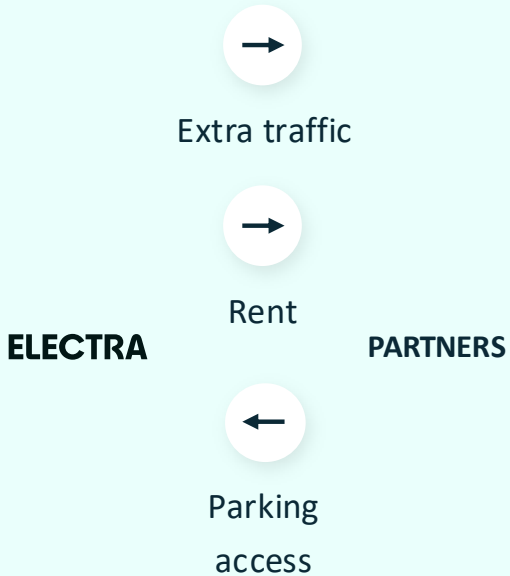 Extra traffic
Rent
ELECTRA
PARTNERS
Parking
access